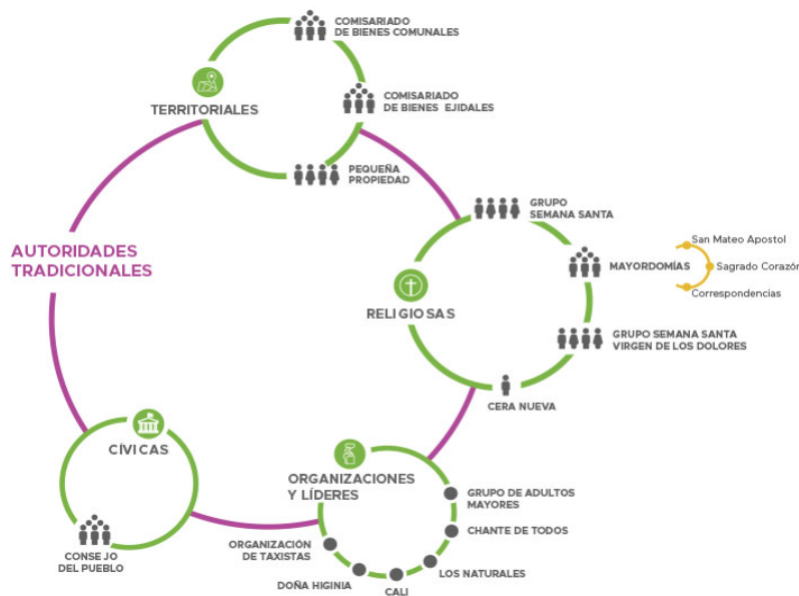 COMISARIADO
DE BIENES COMUNALES
TERRITORIALES
COMISARIADO
DE BIENES EJIDALES
PEQUEÑA
PROPIEDAD
AUTORIDADES
TRADICIONALES
GRUPO
SEMANA SANTA
RELIGIOSAS
MAYORDOMÍAS
San Mateo Apostol
Sagrado Corazón
Correspondencias
GRUPO SEMANA SANTA
VIRGEN DE LOS DOLORES
CERA NUEVA
CÍVICAS
CONSEJO
DEL PUEBLO
ORGANIZACIONES
Y LÍDERES
GRUPO DE ADULTOS
MAYORES
CHANTE DE TODOS
LOS NATURALES
CALI
DOÑA HIGINIA
ORGANIZACIÓN
DE TAXISTAS